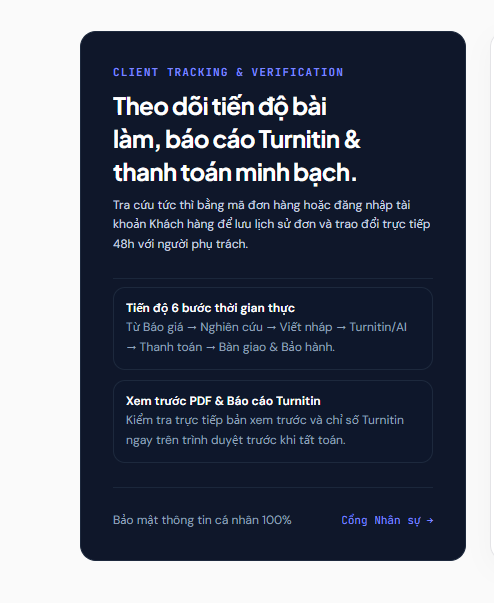 CLIENT TRACKING & VERIFICATION
Theo dõi tiến độ bài
làm, báo cáo Turnitin &
thanh toán minh bạch.
Tra cứu tức thì bằng mã đơn hàng hoặc đăng nhập tài
khoản Khách hàng để lưu lịch sử đơn và trao đổi trực tiếp
48h với người phụ trách.
Tiến độ 6 bước thời gian thực
Từ Báo giá → Nghiên cứu → Viết nháp → Turnitin/AI
→ Thanh toán → Bàn giao & Bảo hành.
Xem trước PDF & Báo cáo Turnitin
Kiểm tra trực tiếp bản xem trước và chỉ số Turnitin
ngay trên trình duyệt trước khi tất toán.
Bảo mật thông tin cá nhân 100%
Cổng Nhân sự →